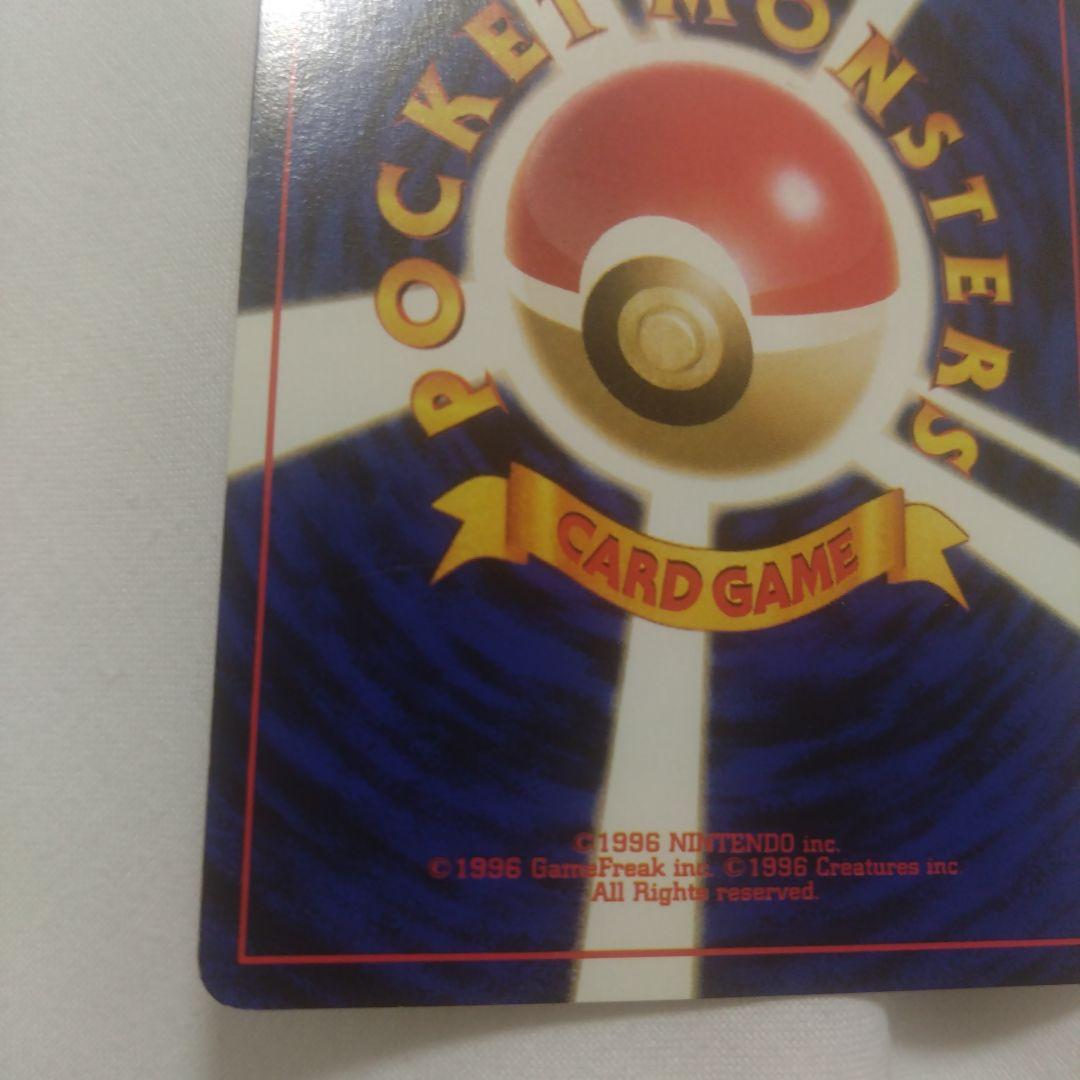 POCKET MONSTERS
CARD GAME
©1996 NINTENDO inc.
©1996 GameFreak inc. ©1996 Creatures inc
All Rights reserved.